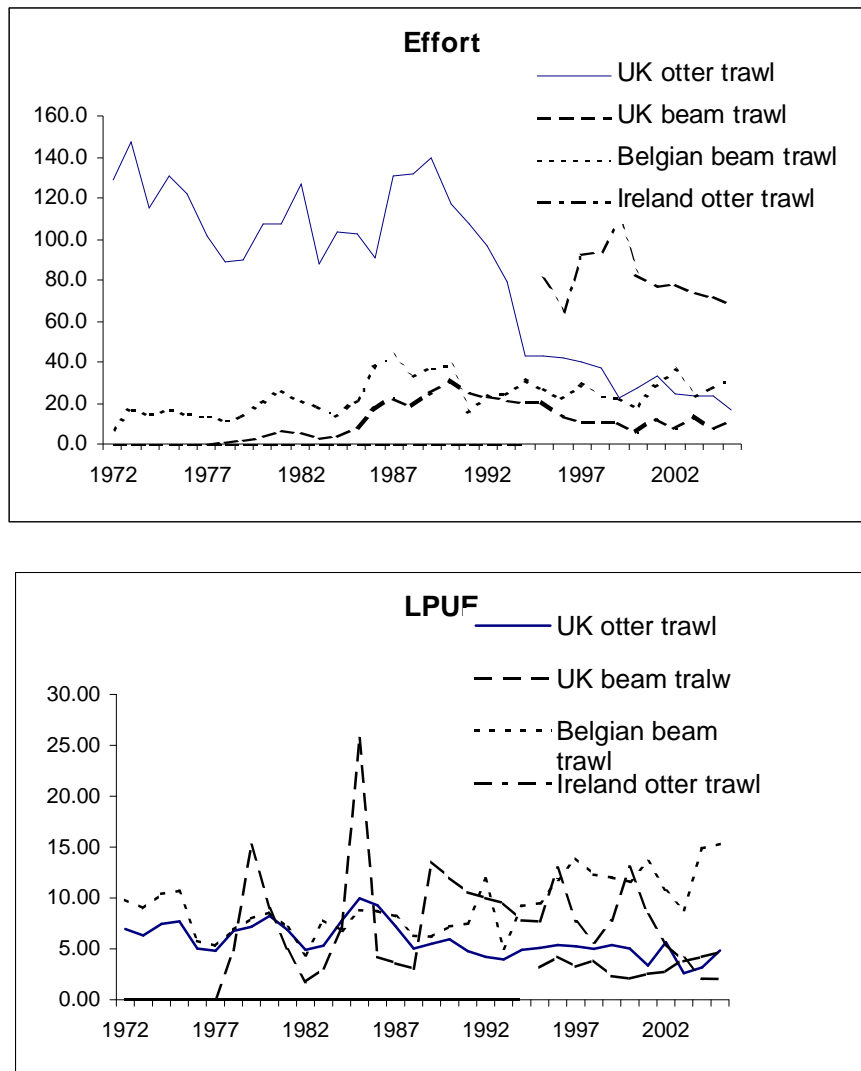 Effort
UK otter trawl
UK beam trawl
Belgian beam trawl
Ireland otter trawl
160.0
140.0
120.0
100.0
80.0
60.0
40.0
20.0
0.0
1972 1977 1982 1987 1992 1997 2002
LPUE
UK otter trawl
UK beam tralw
Belgian beam
trawl
Ireland otter trawl
30.00
25.00
20.00
15.00
10.00
5.00
0.00
1972 1977 1982 1987 1992 1997 2002